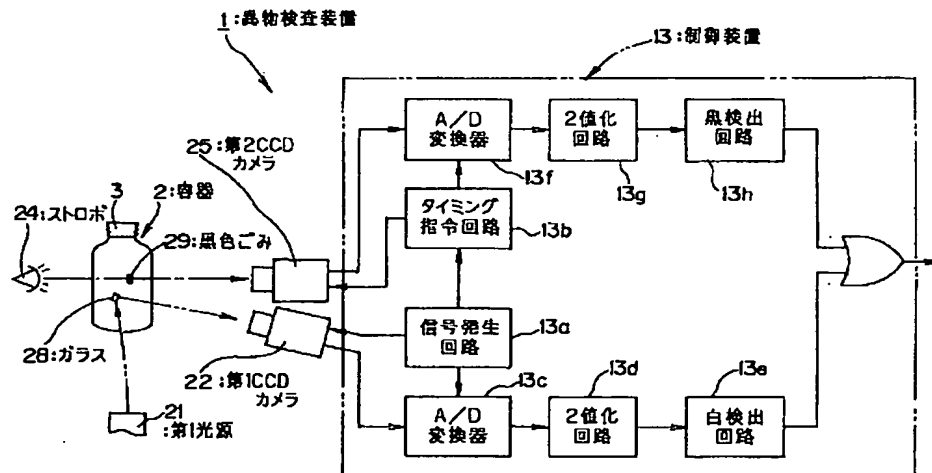 1:異物検査装置
13:制御装置
25:第2CCD
カメラ
A/D
変換器
13f
2値化
回路
13g
黒検出
回路
13h
24:ストロボ
3
2:容器
29:黒色ごみ
タイミング
指令回路
13b
28:ガラス
22:第1CCD
カメラ
信号発生
回路
13a
21
:第1光源
A/D
変換器
13c
2値化
回路
13d
白検出
回路
13e